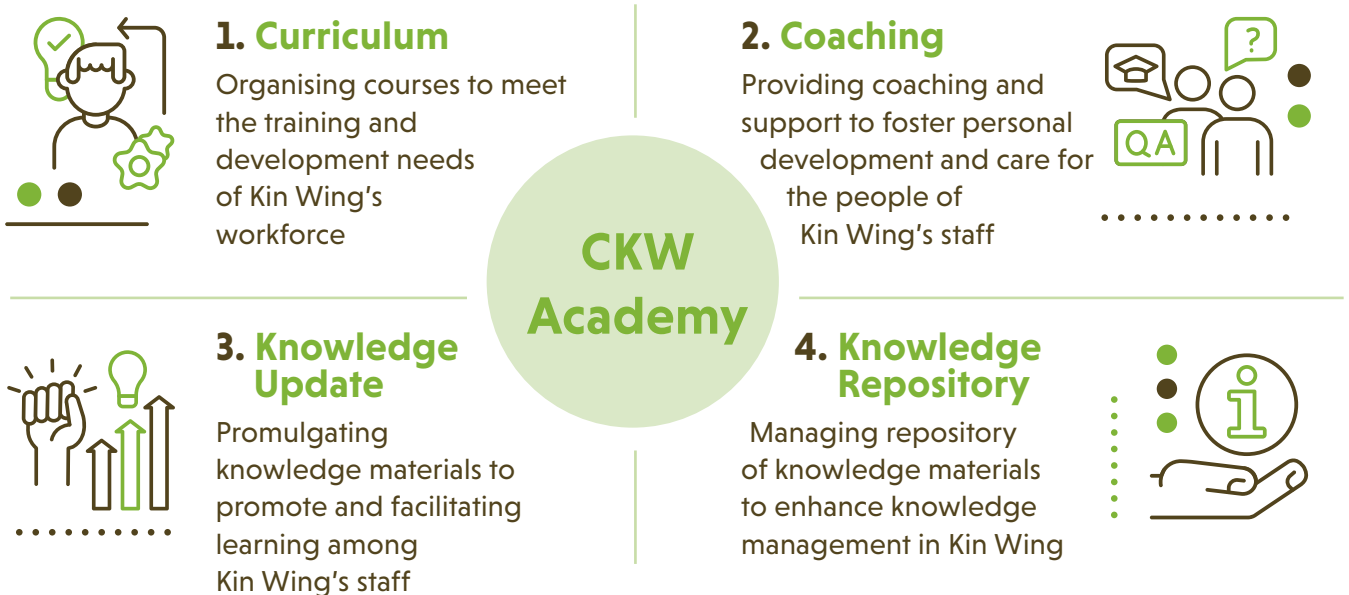 1. Curriculum
Organising courses to meet
the training and
development needs
of Kin Wing's
workforce
2. Coaching
Providing coaching and
support to foster personal
development and care for
the people of
Kin Wing's staff
?
QA
CKW
Academy
3. Knowledge
Update
Promulgating
knowledge materials to
promote and facilitating
learning among
Kin Wing's staff
4. Knowledge
Repository
Managing repository
of knowledge materials
to enhance knowledge
management in Kin Wing
i